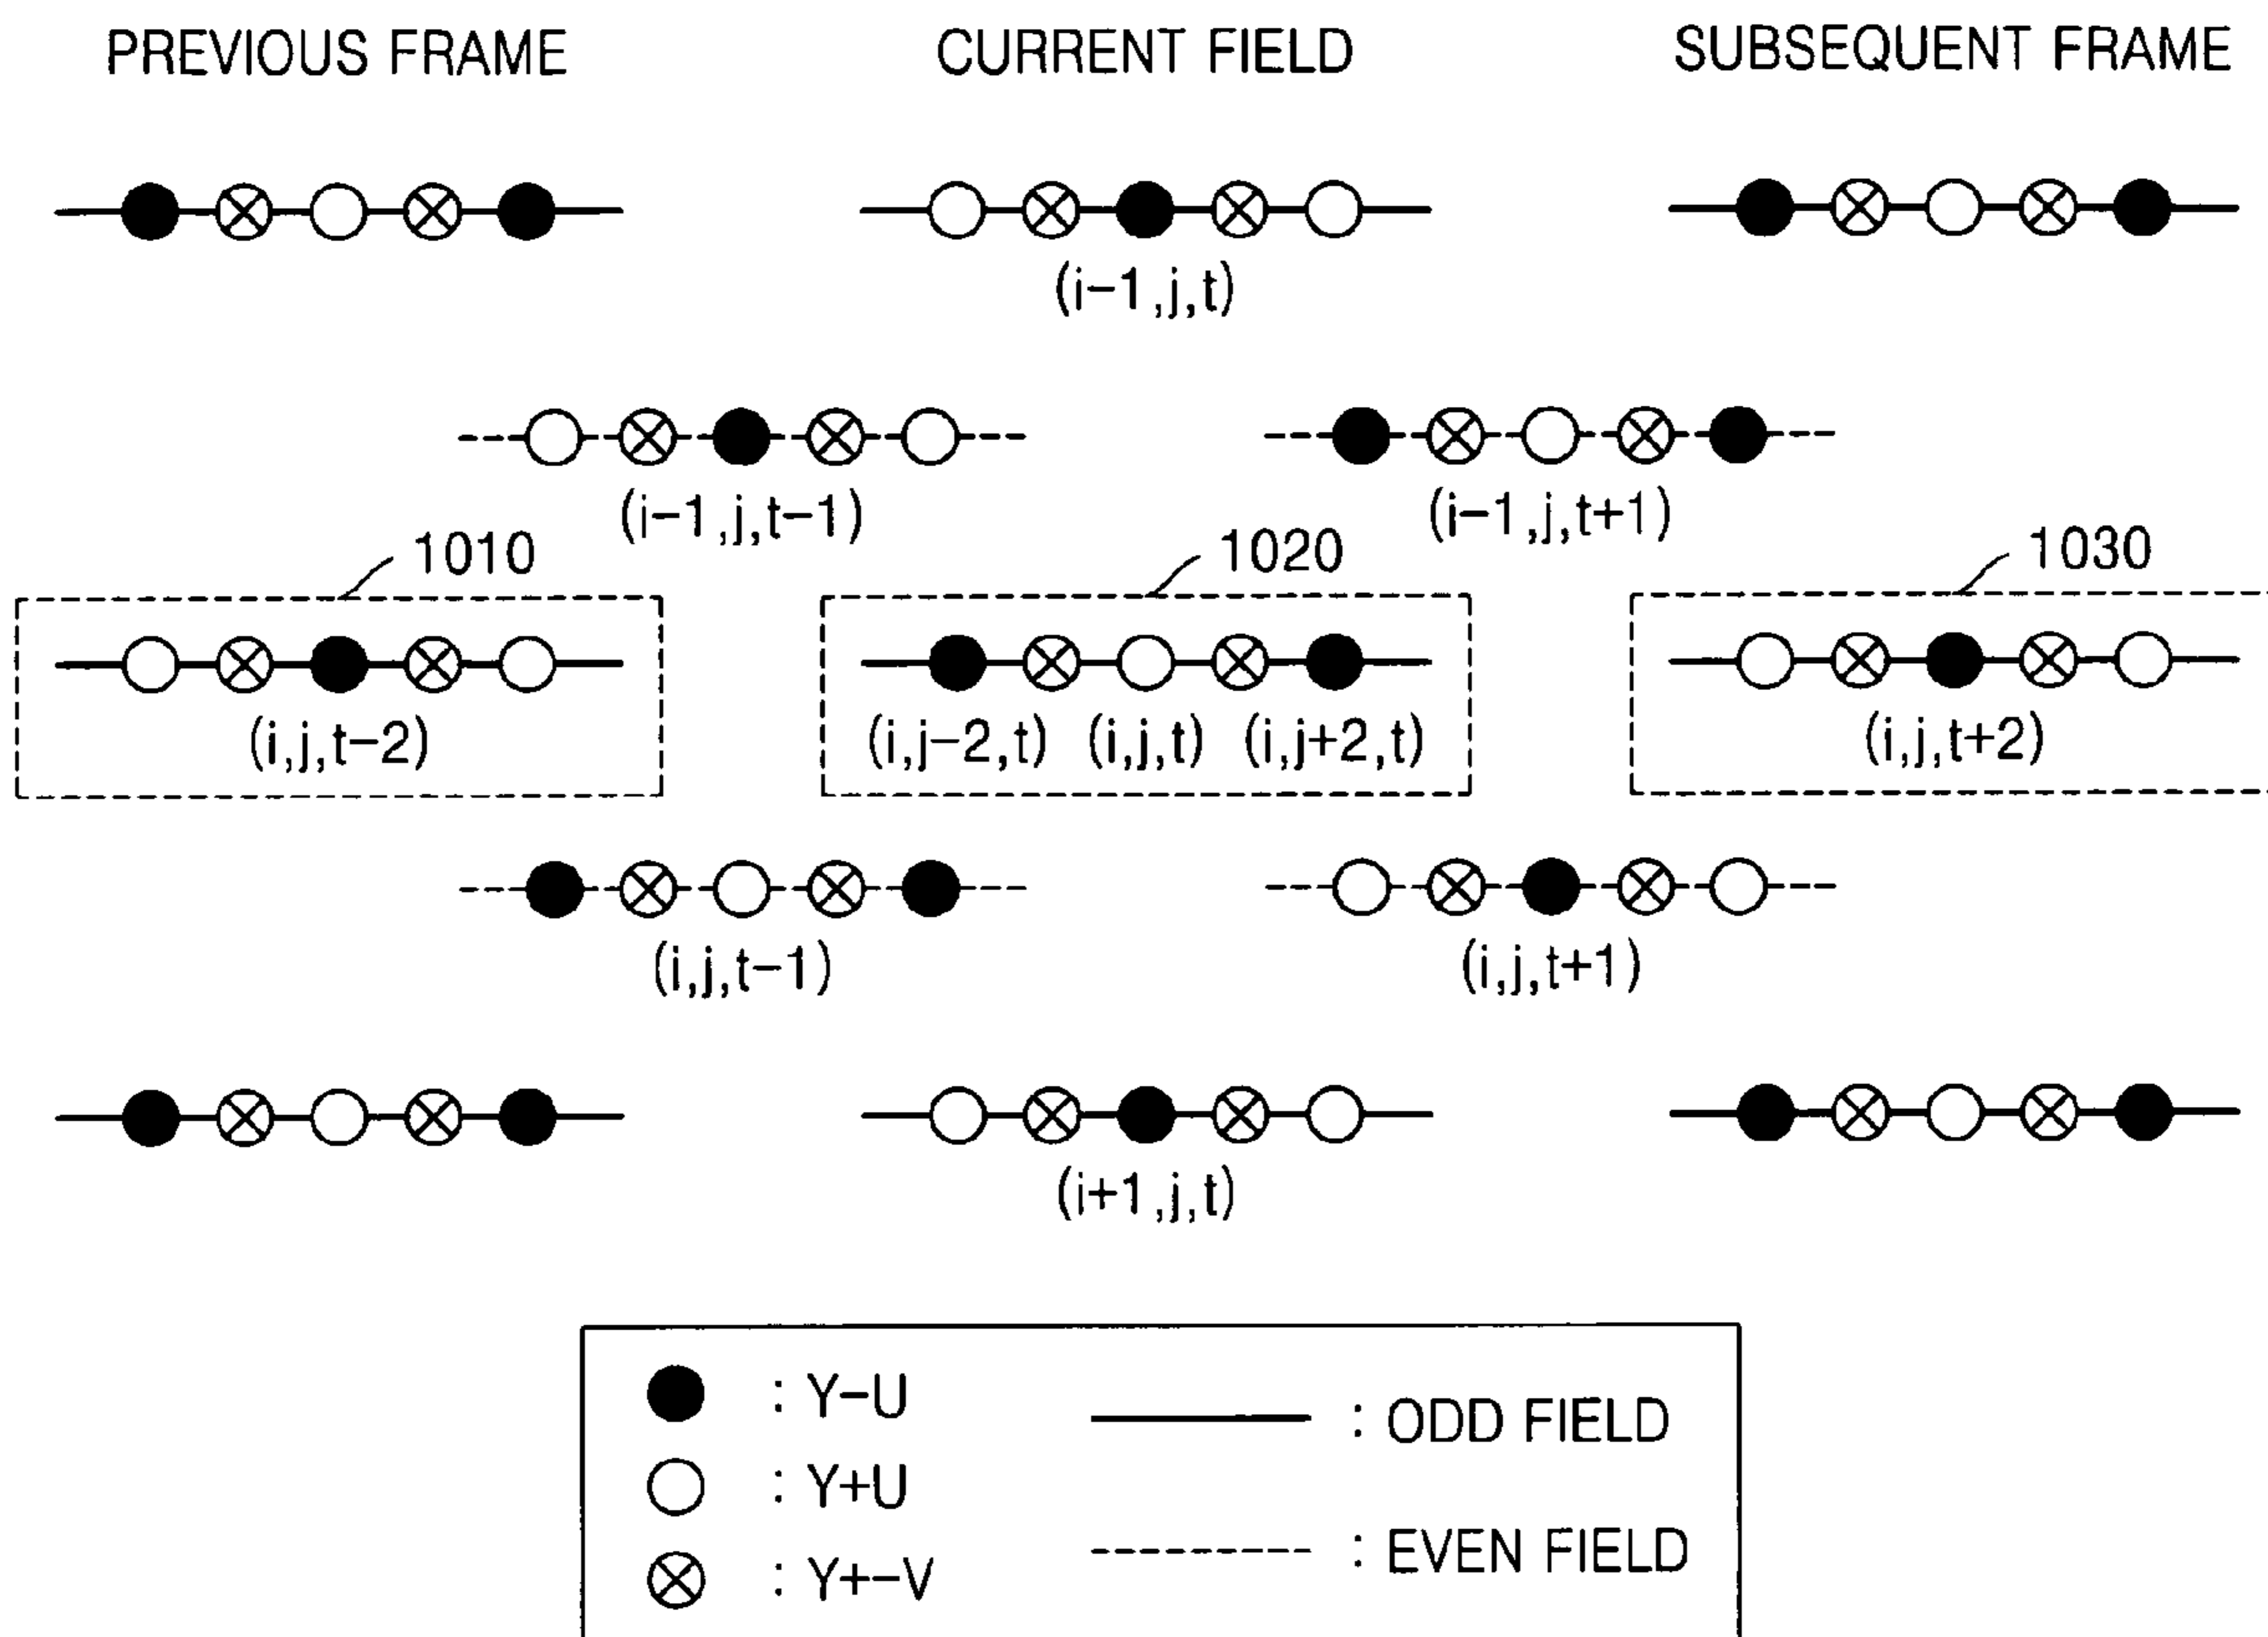 PREVIOUS FRAME CURRENT FIELD SUBSEQUENT FRAME
(i-1,j,t)
(i-1,j,t-1) (i-1,j,t+1)
1010 1020 1030
(i,j,t-2) (i,j-2,t) (i,j,t) (i,j+2,t) (i,j,t+2)
(i,j,t-1) (i,j,t+1)
(i+1,j,t)
: Y-U
: ODD FIELD
: Y+U
: EVEN FIELD
: Y+-V